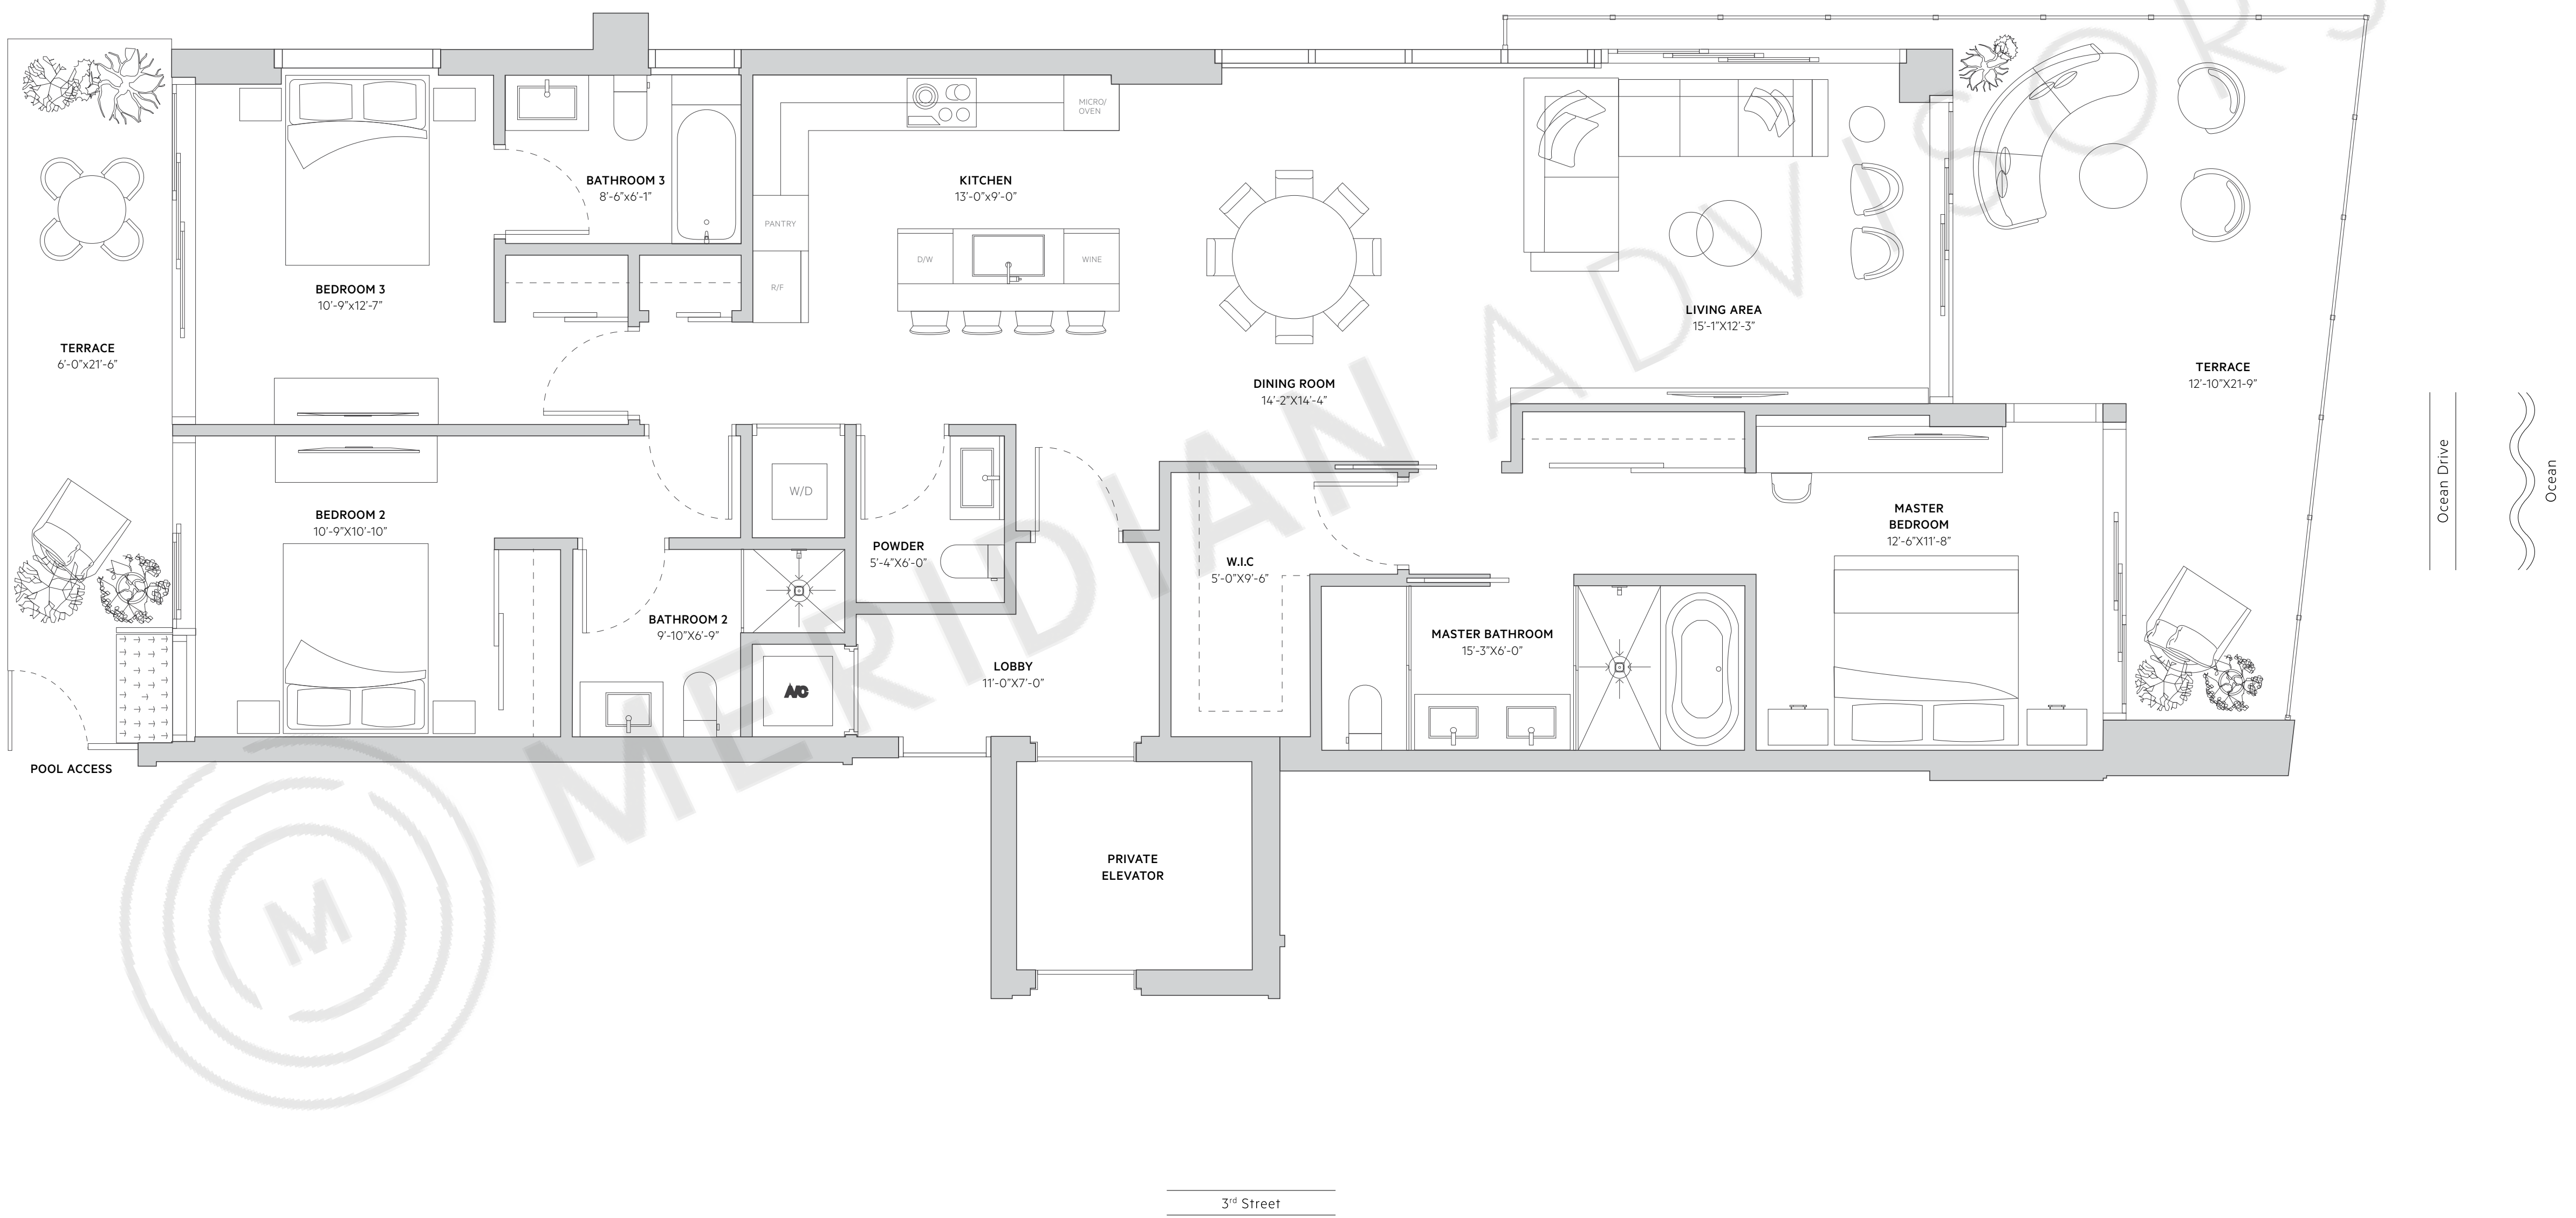 MICRO/
OVEN
BATHROOM 3
8'-6"x6'-1"
KITCHEN
13'-0"x9'-0"
PANTRY
D/W
WINE
R/F
BEDROOM 3
10'-9"x12'-7"
LIVING AREA
15'-1"X12'-3"
TERRACE
6'-0"x21'-6"
TERRACE
12'-10"X21-9"
DINING ROOM
14'-2"X14'-4"
W/D
BEDROOM 2
10'-9"X10'-10"
MASTER
BEDROOM
12'-6"X11'-8"
POWDER
5'-4"X6'-0"
W.I.C
5'-0"X9'-6"
BATHROOM 2
9'-10"X6'-9"
MASTER BATHROOM
15'-3"X6'-0"
LOBBY
11'-0"X7'-0"
A/C
POOL ACCESS
PRIVATE
ELEVATOR
Ocean Drive
Ocean
3rd Street
M MERIDIAN ADVISORS